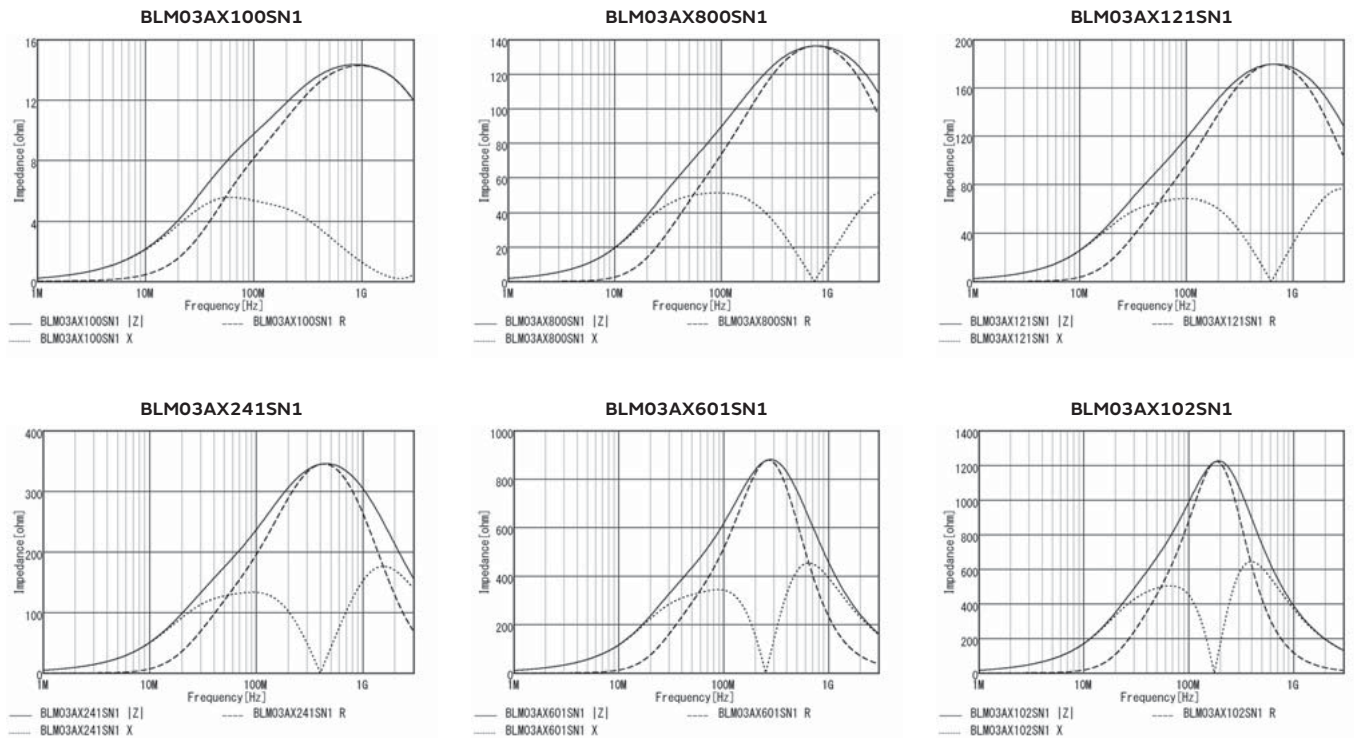 BLM03AX100SN1
16
12
8
4
0
Impedance[ohm]
1M 10M 100M 1G
Frequency[Hz]
BLM03AX100SN1 |Z| BLM03AX100SN1 R
BLM03AX100SN1 X
BLM03AX800SN1
140
120
100
80
60
40
20
0
Impedance[ohm]
1M 10M 100M 1G
Frequency[Hz]
BLM03AX800SN1 |Z| BLM03AX800SN1 R
BLM03AX800SN1 X
BLM03AX121SN1
200
160
120
80
40
0
Impedance[ohm]
1M 10M 100M 1G
Frequency[Hz]
BLM03AX121SN1 |Z| BLM03AX121SN1 R
BLM03AX121SN1 X
BLM03AX241SN1
400
300
200
100
0
Impedance[ohm]
1M 10M 100M 1G
Frequency[Hz]
BLM03AX241SN1 |Z| BLM03AX241SN1 R
BLM03AX241SN1 X
BLM03AX601SN1
1000
800
600
400
200
0
Impedance[ohm]
1M 10M 100M 1G
Frequency[Hz]
BLM03AX601SN1 |Z| BLM03AX601SN1 R
BLM03AX601SN1 X
BLM03AX102SN1
1400
1200
1000
800
600
400
200
0
Impedance[ohm]
1M 10M 100M 1G
Frequency[Hz]
BLM03AX102SN1 |Z| BLM03AX102SN1 R
BLM03AX102SN1 X